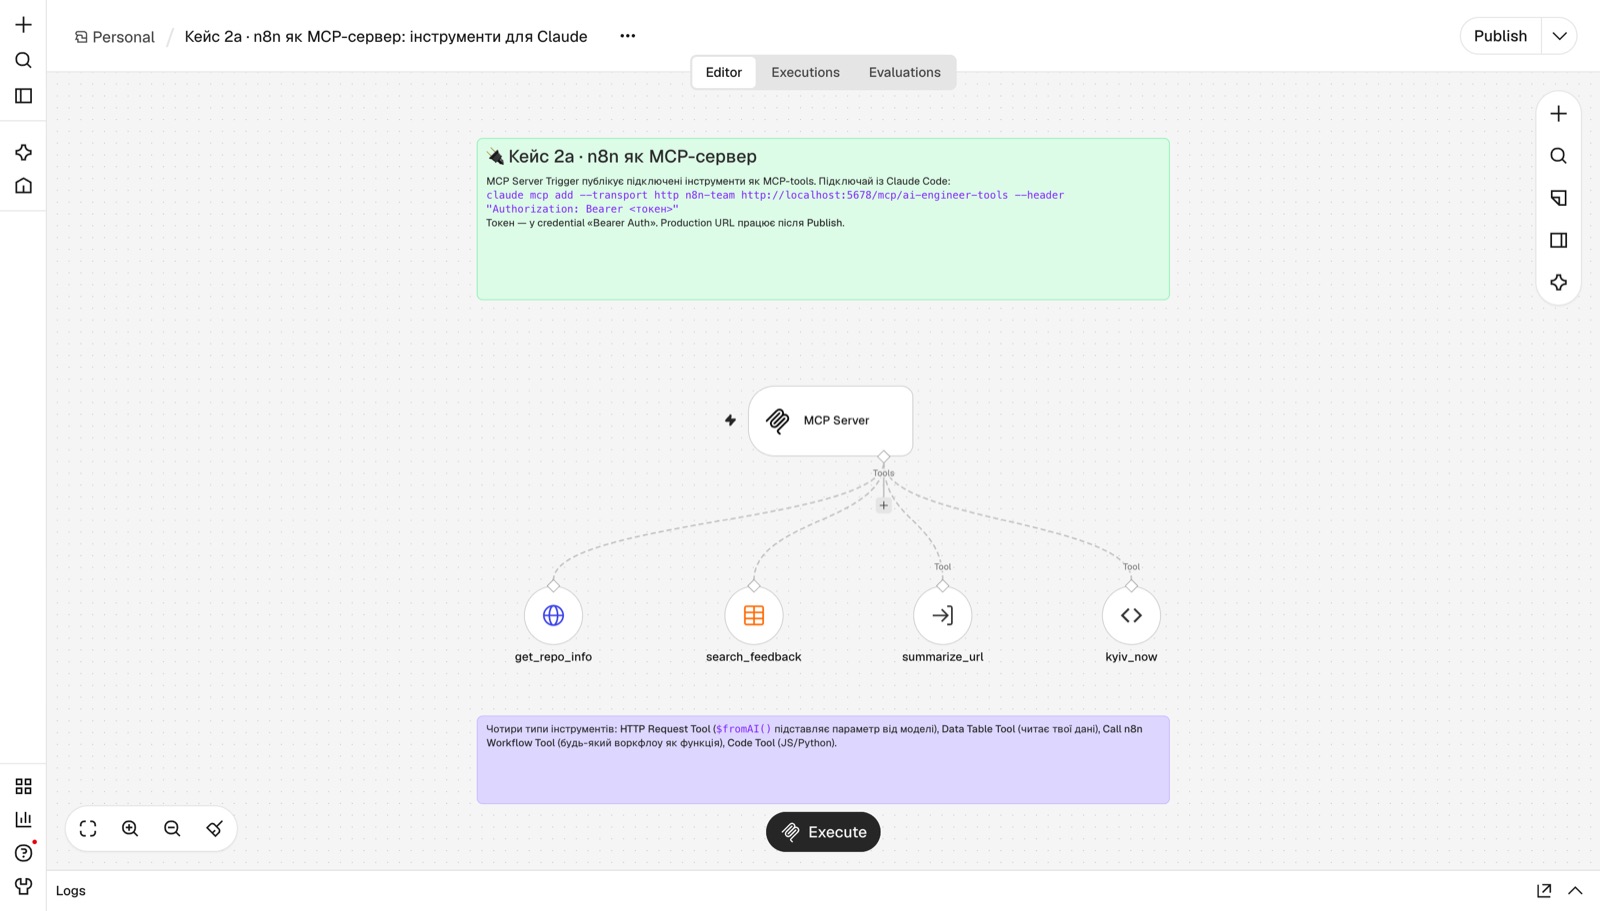 Personal / Кейс 2a · n8n як MCP-сервер: інструменти для Claude
Publish
Editor Executions Evaluations
Кейс 2a · n8n як MCP-сервер
MCP Server Trigger публікує підключені інструменти як MCP-tools. Підключай із Claude Code:
claude mcp add --transport http n8n-team http://localhost:5678/mcp/ai-engineer-tools --header
"Authorization: Bearer <токен>"
Токен — у credential «Bearer Auth». Production URL працює після Publish.
MCP Server
Tools
Tool Tool
get_repo_info search_feedback summarize_url kyiv_now
Чотири типи інструментів: HTTP Request Tool ($fromAI() підставляє параметр від моделі), Data Table Tool (читає твої дані), Call n8n
Workflow Tool (будь-який воркфлоу як функція), Code Tool (JS/Python).
Execute
Logs